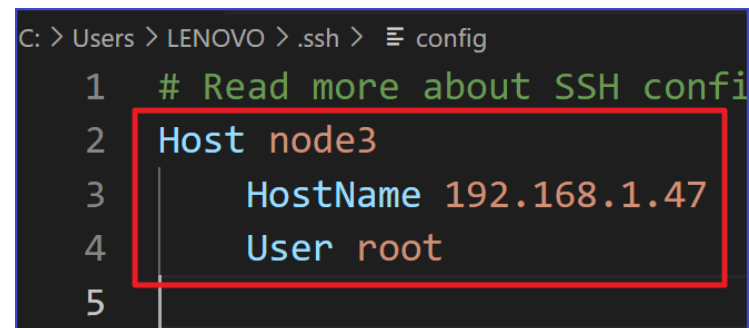 C: > Users > LENOVO > .ssh > config
1 # Read more about SSH confi
2 Host node3
3 HostName 192.168.1.47
4 User root
5